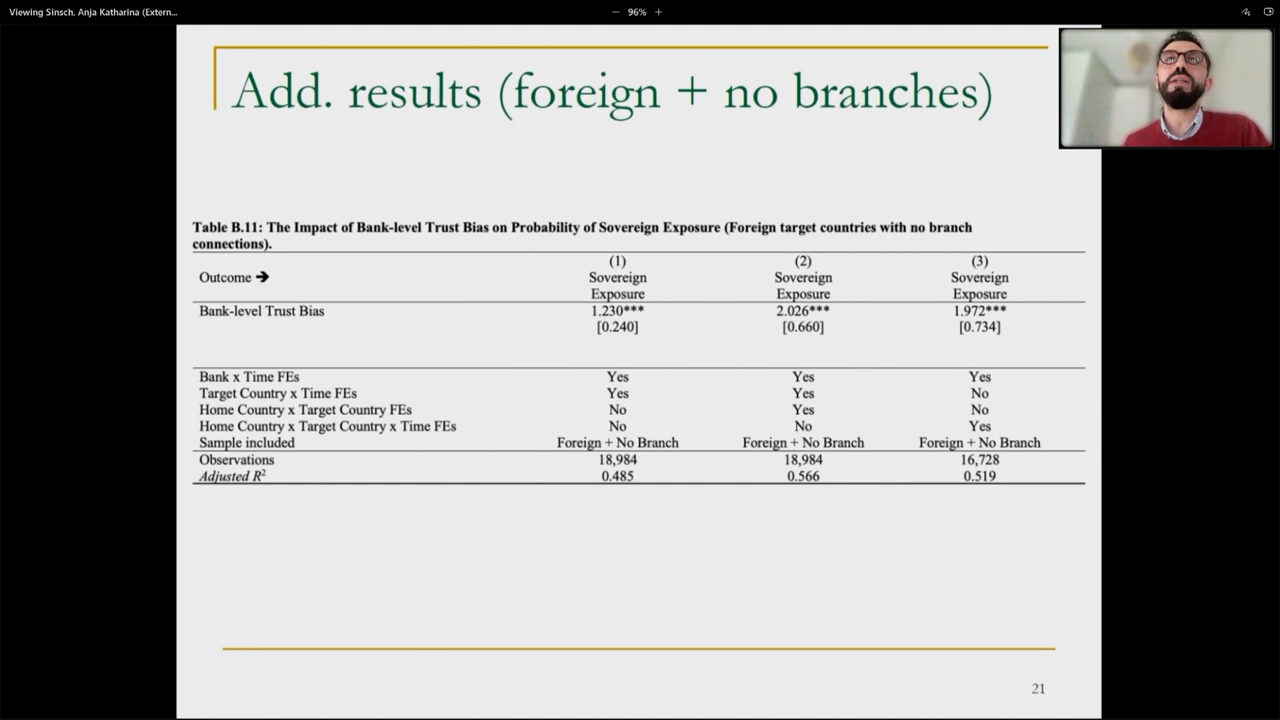 Viewing Sinsch, Anja Katharina (Extern...
− 96% +
Add. results (foreign + no branches)
Table B.11: The Impact of Bank-level Trust Bias on Probability of Sovereign Exposure (Foreign target countries with no branch
connections).
(1) (2) (3)
Outcome ➔ Sovereign Sovereign Sovereign
Exposure Exposure Exposure
Bank-level Trust Bias 1.230*** 2.026*** 1.972***
[0.240] [0.660] [0.734]
Bank x Time FEs Yes Yes Yes
Target Country x Time FEs Yes Yes No
Home Country x Target Country FEs No Yes No
Home Country x Target Country x Time FEs No No Yes
Sample included Foreign + No Branch Foreign + No Branch Foreign + No Branch
Observations 18,984 18,984 16,728
Adjusted R² 0.485 0.566 0.519
21